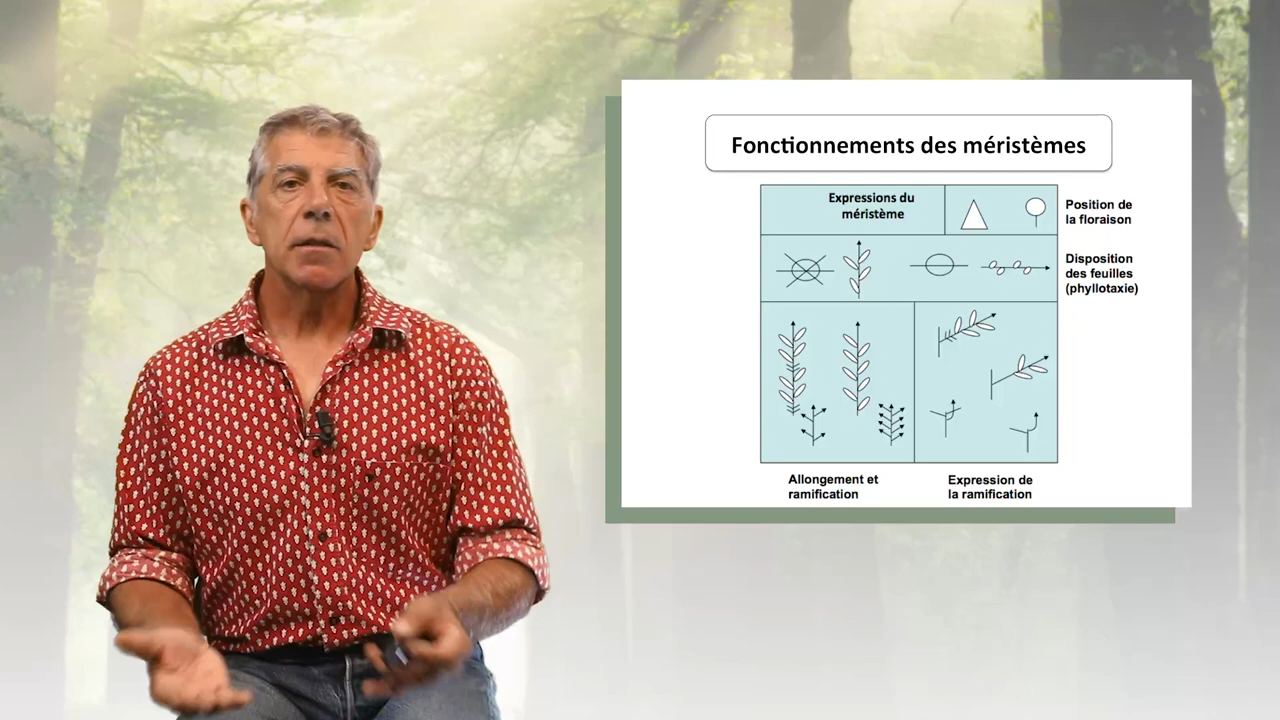 Fonctionnements des méristèmes
Expressions du
méristème
Position de
la floraison
Disposition
des feuilles
(phyllotaxie)
Allongement et
ramification
Expression de
la ramification